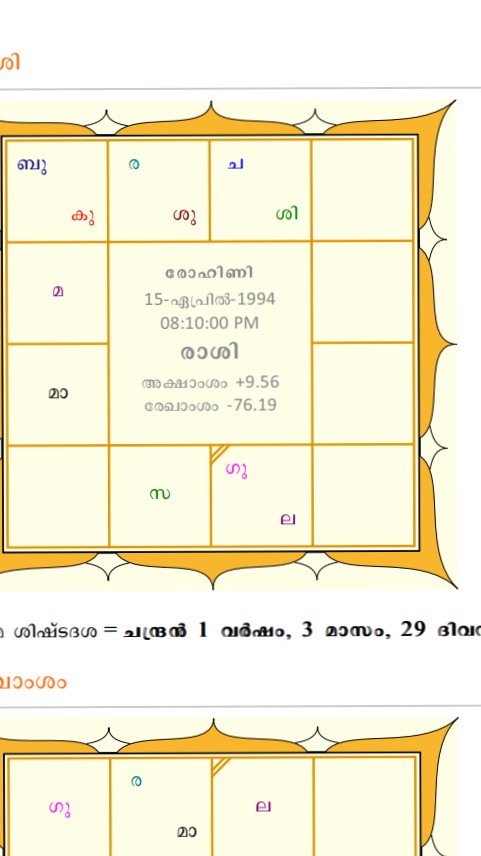 ശി
ബു ര ച
കു ശു ശി
മ
രോഹിണി
15-ഏപ്രിൽ-1994
08:10:00 PM
രാശി
അക്ഷാംശം +9.56
രേഖാംശം -76.19
മാ
ഗു
സ
ല
ശിഷ്ടദശ = ചന്ദ്രൻ 1 വർഷം, 3 മാസം, 29
ാംശം
ര
ഗു ല
മാ